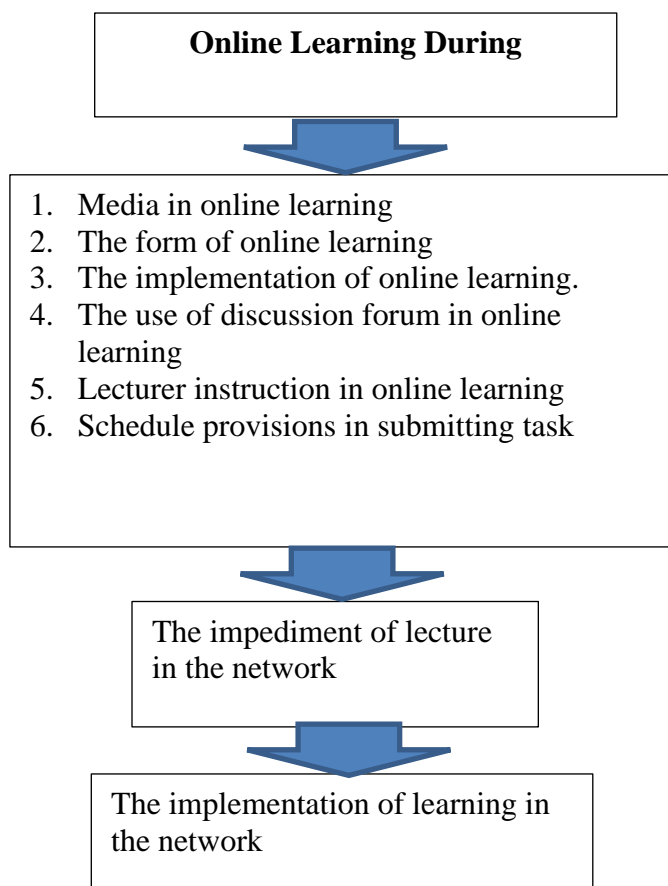 Online Learning During
1. Media in online learning
2. The form of online learning
3. The implementation of online learning.
4. The use of discussion forum in online
learning
5. Lecturer instruction in online learning
6. Schedule provisions in submitting task
The impediment of lecture
in the network
The implementation of learning in
the network